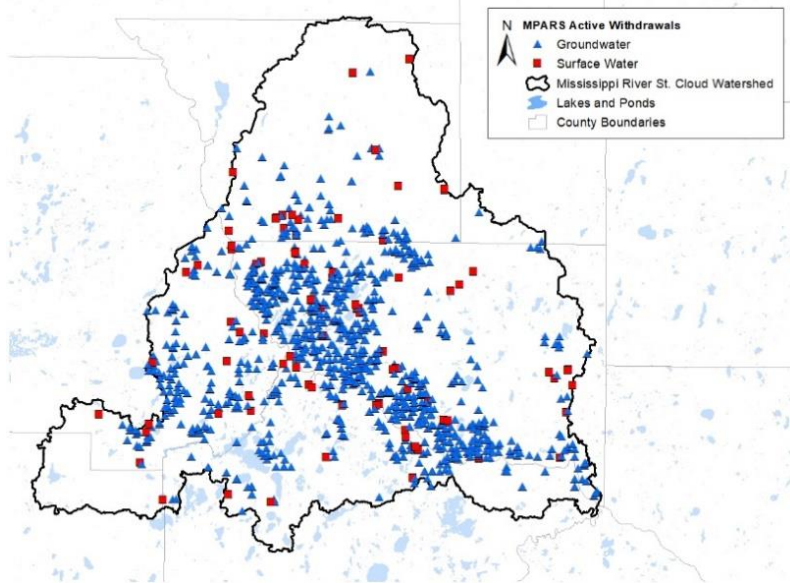 N
MPARS Active Withdrawals
Groundwater
Surface Water
Mississippi River St. Cloud Watershed
Lakes and Ponds
County Boundaries